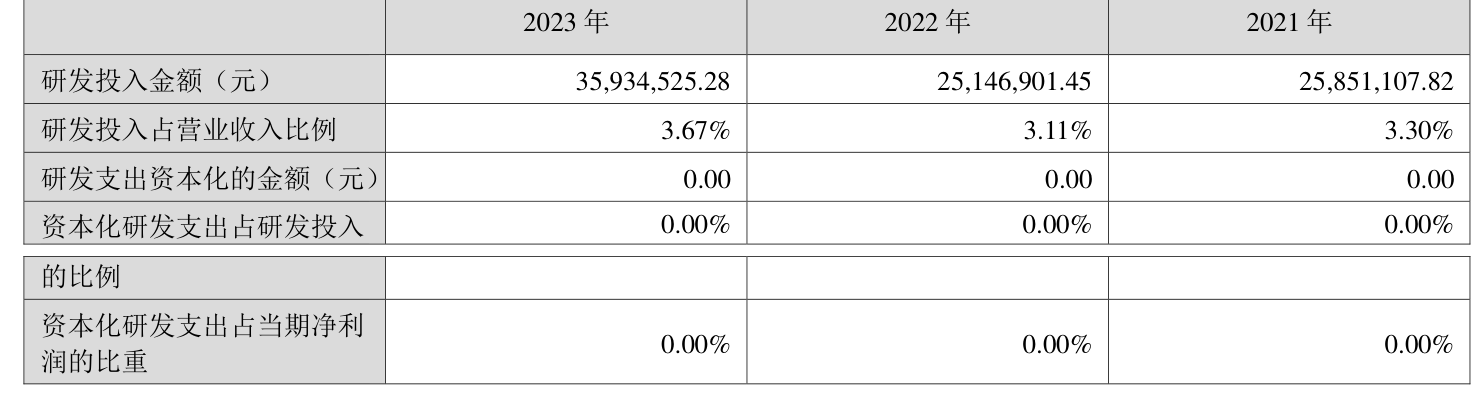 2023 年 2022 年 2021 年
研发投入金额（元） 35,934,525.28 25,146,901.45 25,851,107.82
研发投入占营业收入比例 3.67% 3.11% 3.30%
研发支出资本化的金额（元） 0.00 0.00 0.00
资本化研发支出占研发投入 0.00% 0.00% 0.00%
的比例
资本化研发支出占当期净利
润的比重 0.00% 0.00% 0.00%